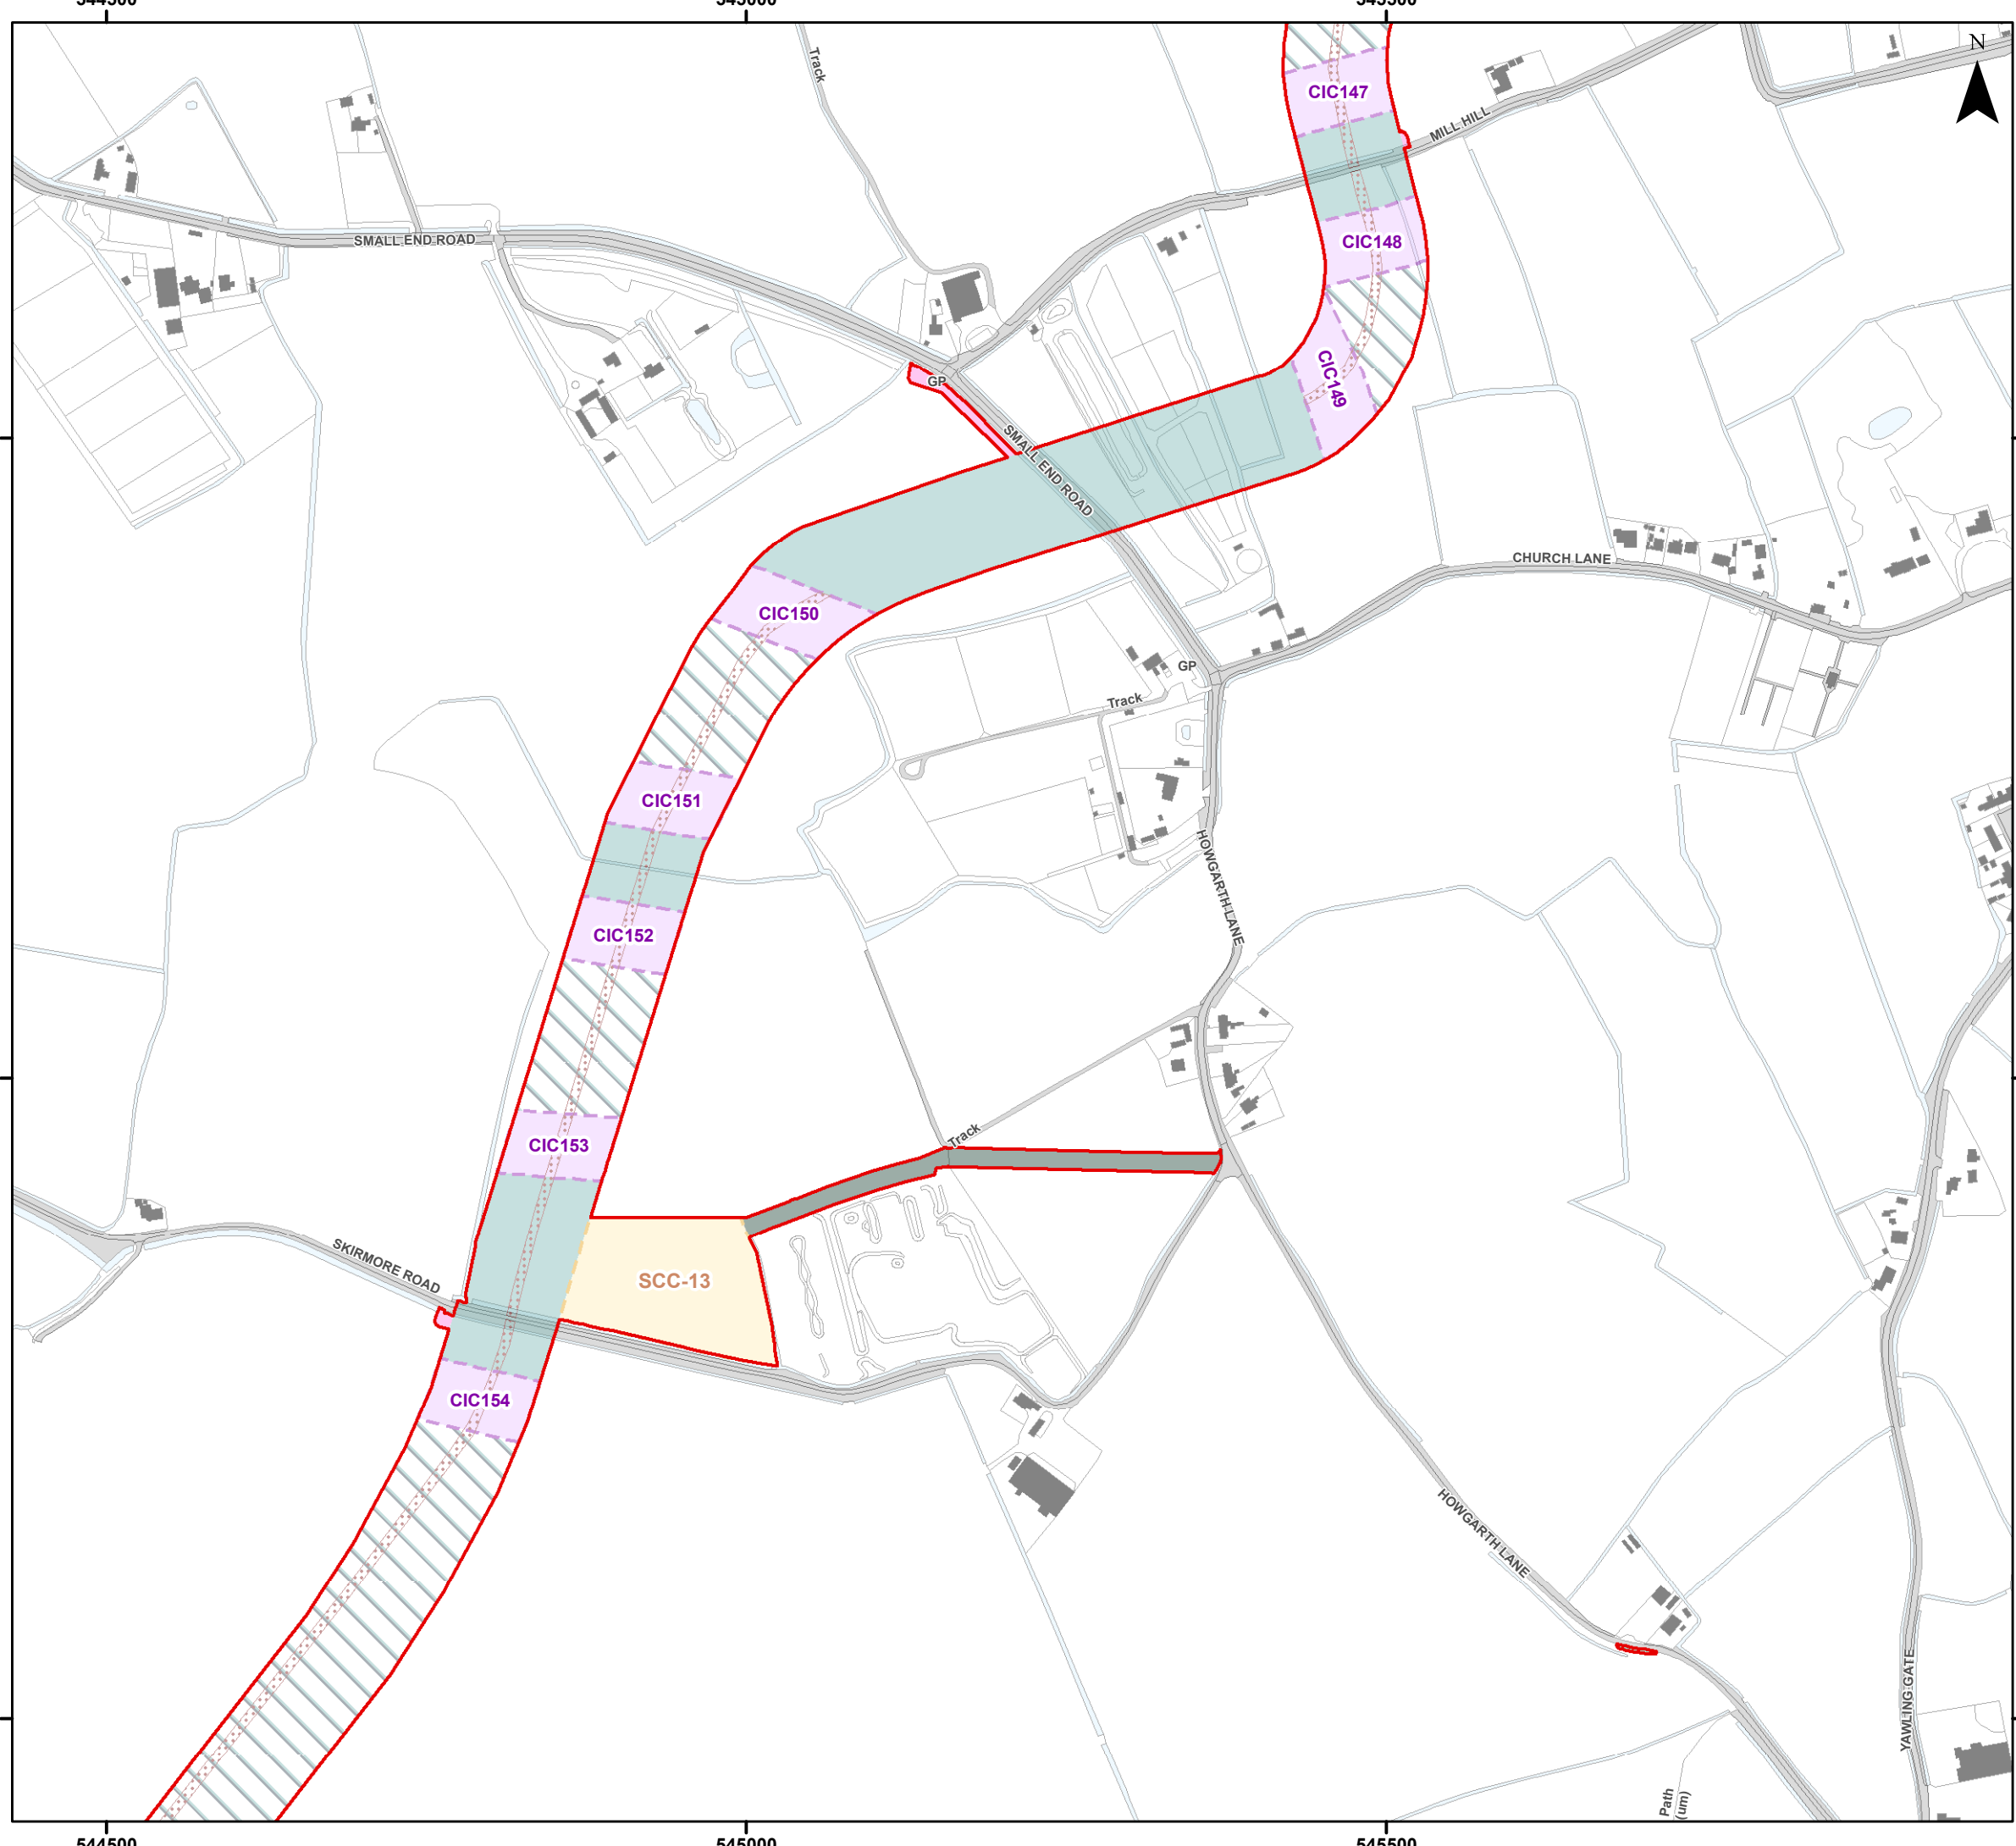 544500
545000
545500
N
Track
CIC147
MILL HILL
SMALL END ROAD
CIC148
CIC149
GP
SMALL END ROAD
CHURCH LANE
CIC150
GP
Track
CIC151
HOWGARTH LANE
CIC152
Track
CIC153
SKIRMORE ROAD
SCC-13
CIC154
HOWGARTH LANE
YAWLING GATE
Path
(um)
544500
545000
545500